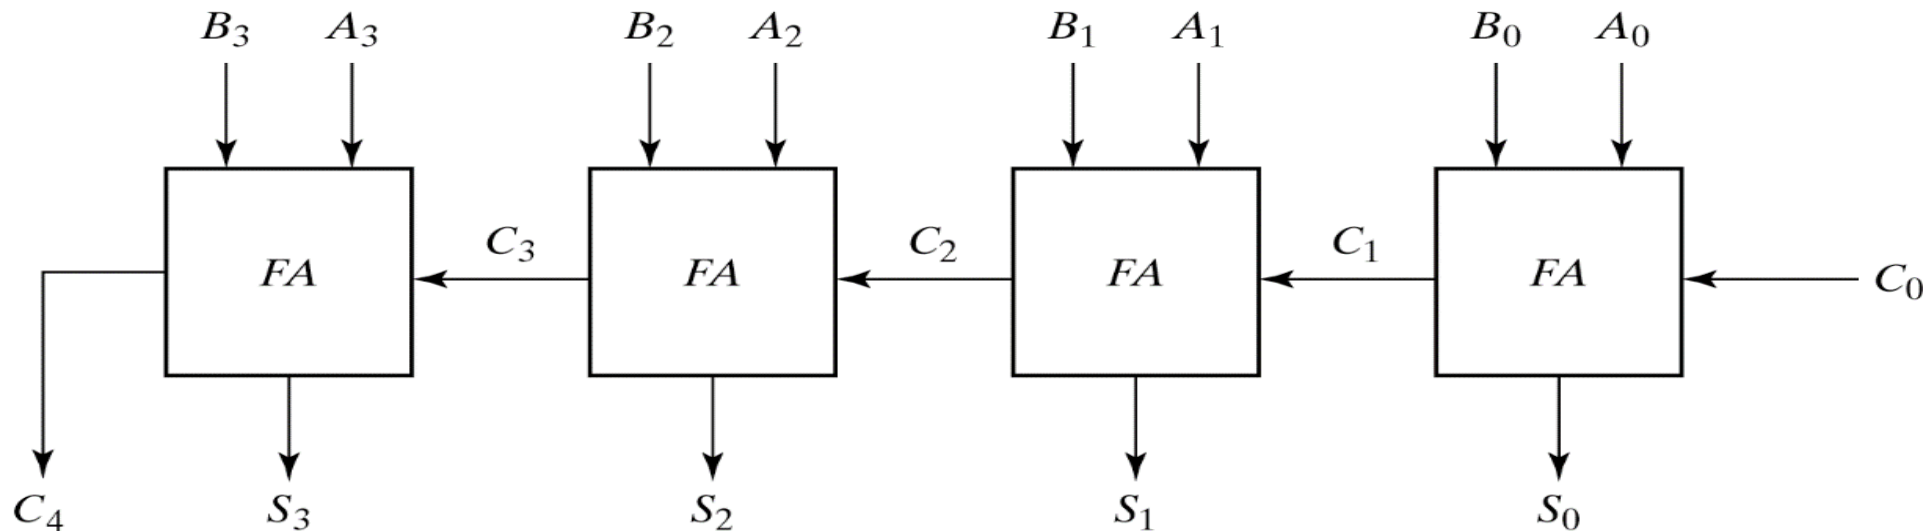 B₃ A₃ B₂ A₂ B₁ A₁ B₀ A₀
C₃ C₂ C₁
FA FA FA FA C₀
C₄ S₃ S₂ S₁ S₀